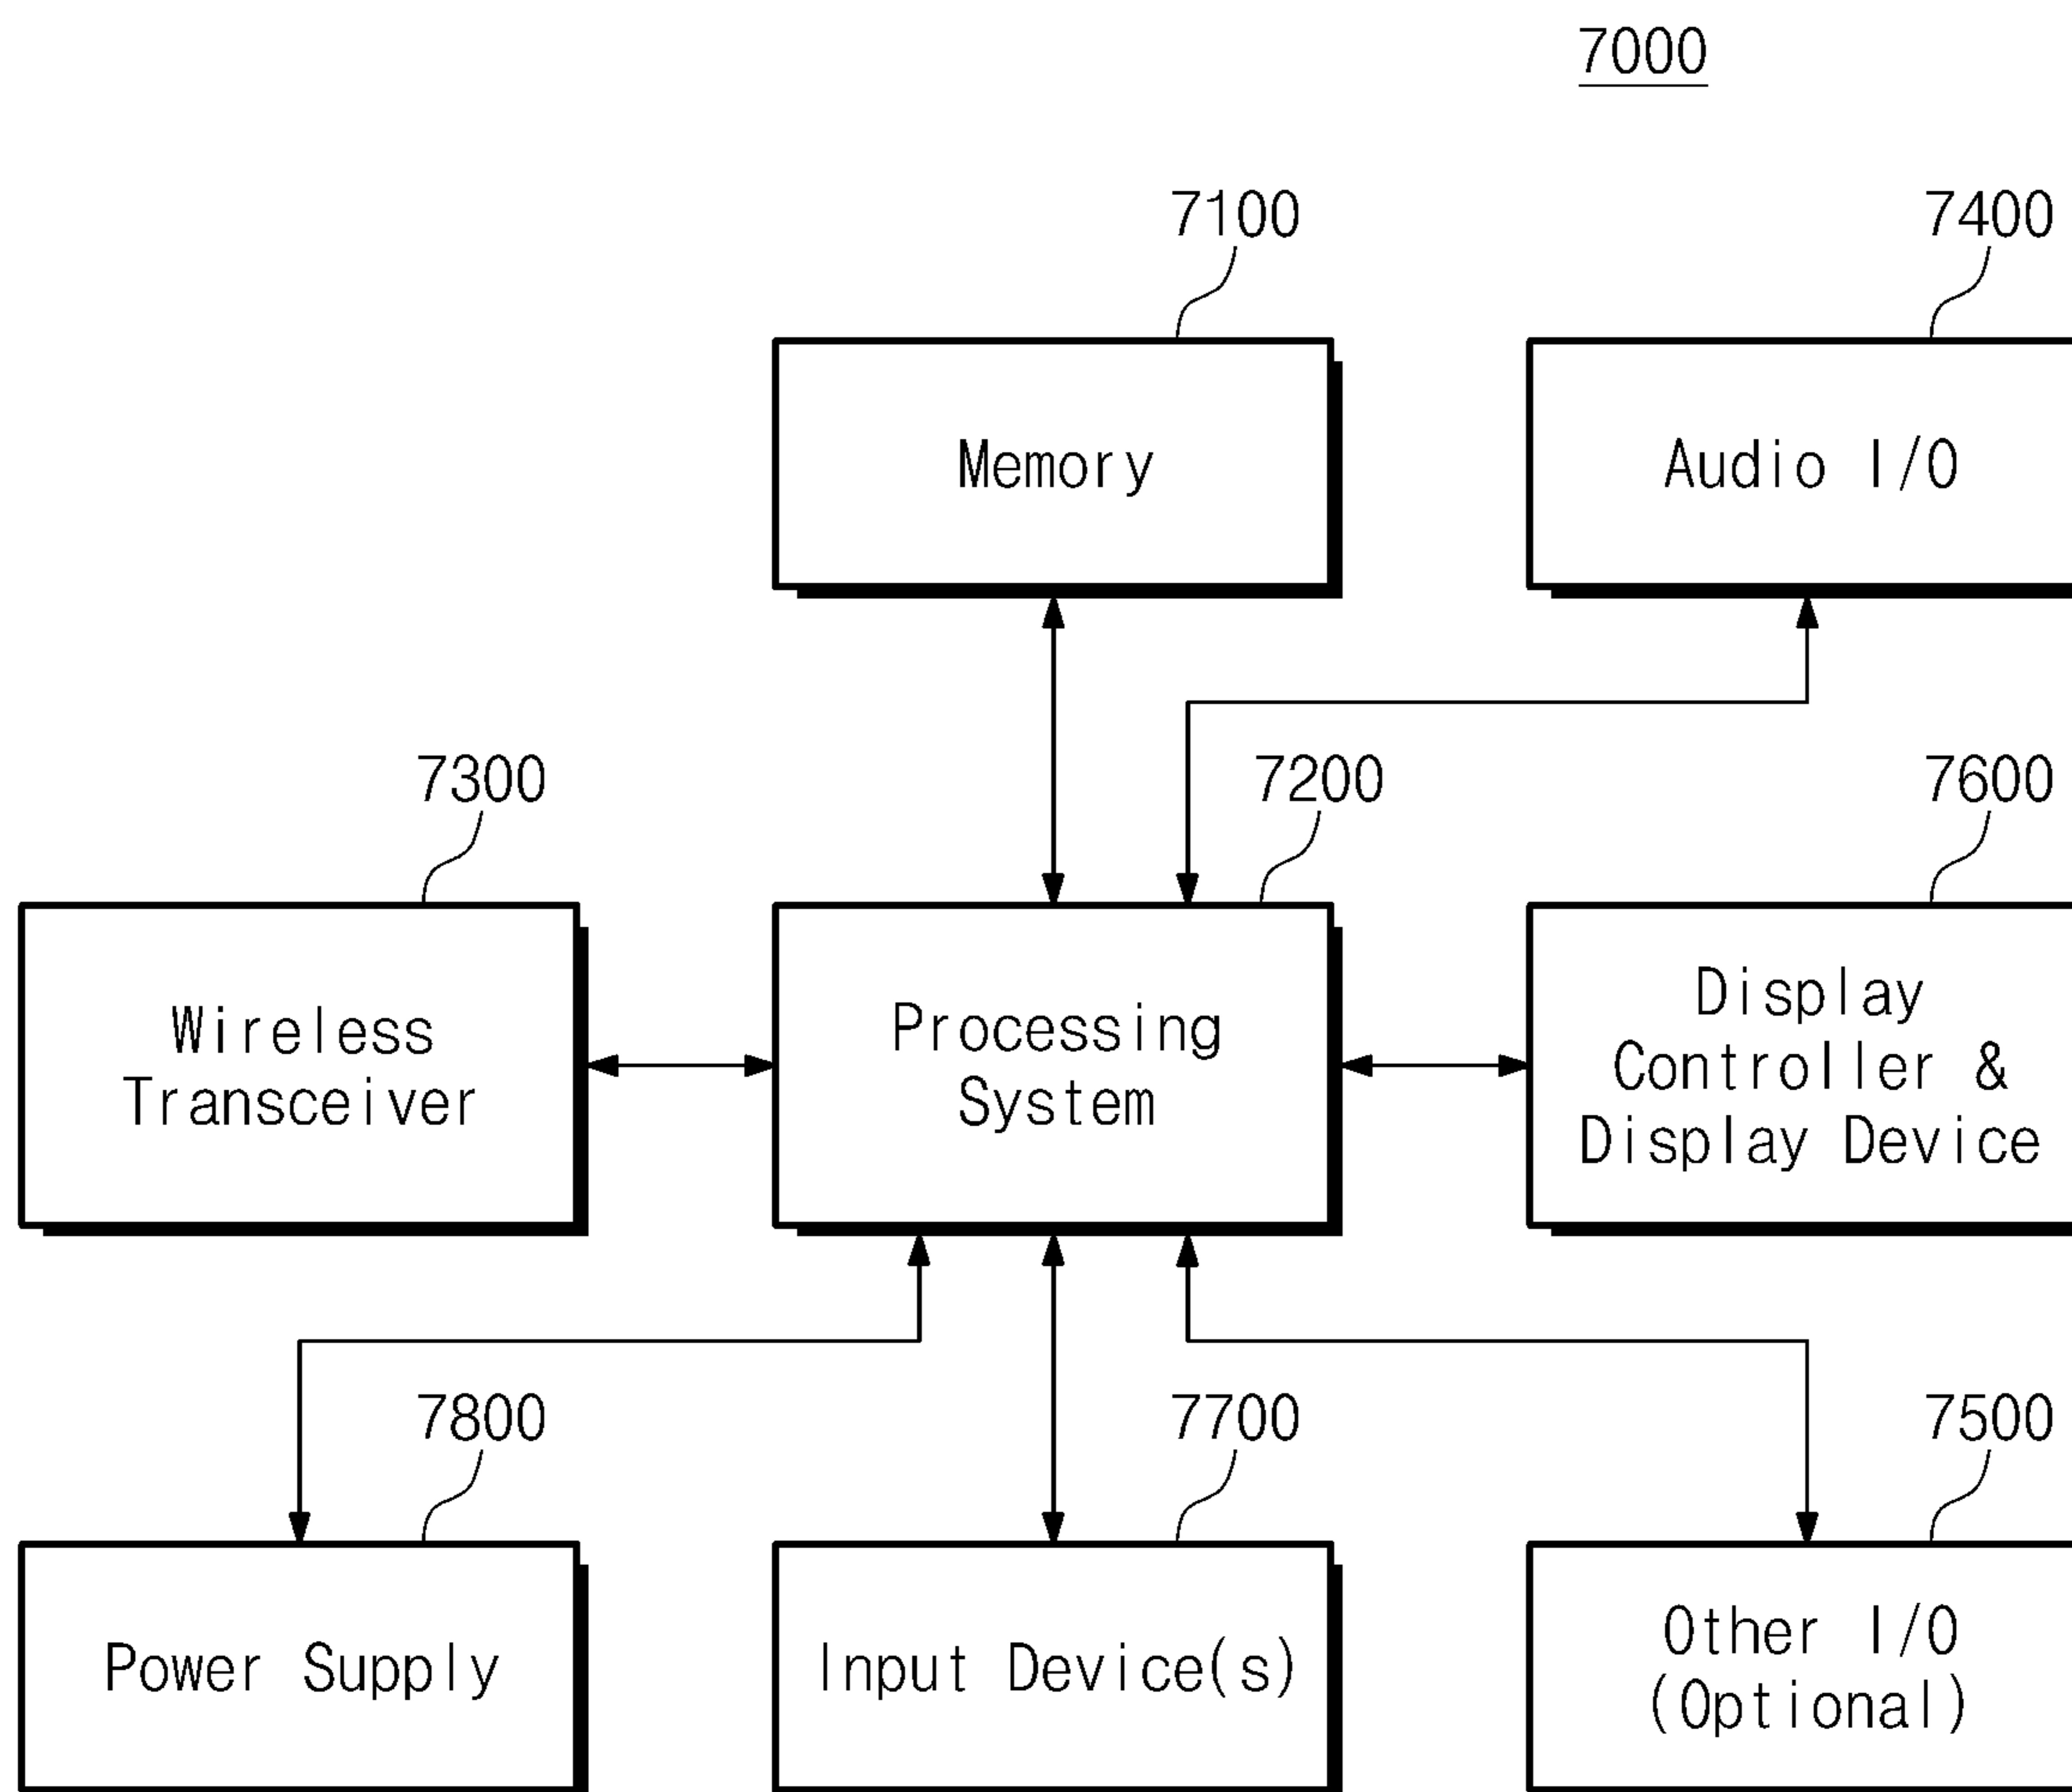 7000
7100
7400
Memory
Audio I/O
7300
7200
7600
Wireless
Transceiver
Processing
System
Display
Controller &
Display Device
7800
7700
7500
Power Supply
Input Device(s)
Other I/O
(Optional)